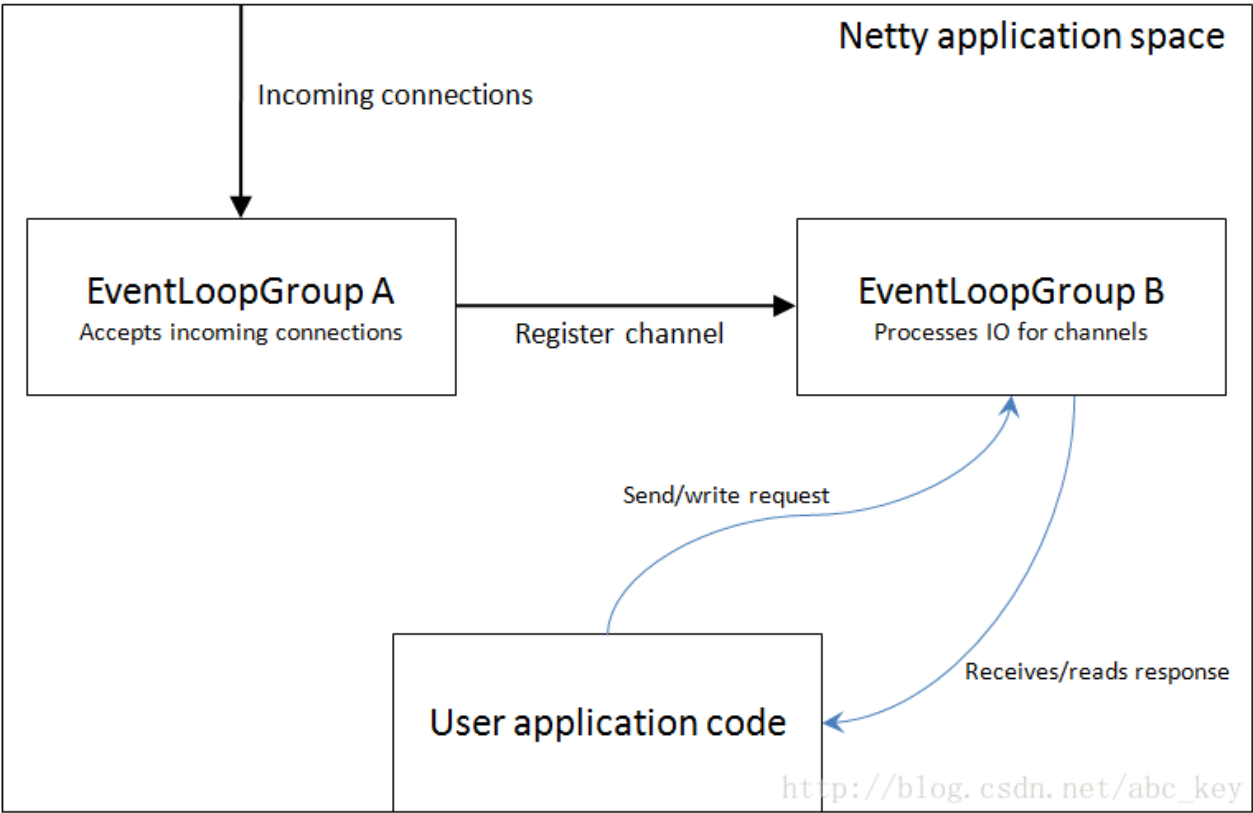 Netty application space
Incoming connections
EventLoopGroup A
Accepts incoming connections
Register channel
EventLoopGroup B
Processes IO for channels
Send/write request
Receives/reads response
User application code
http://blog.csdn.net/abc_key